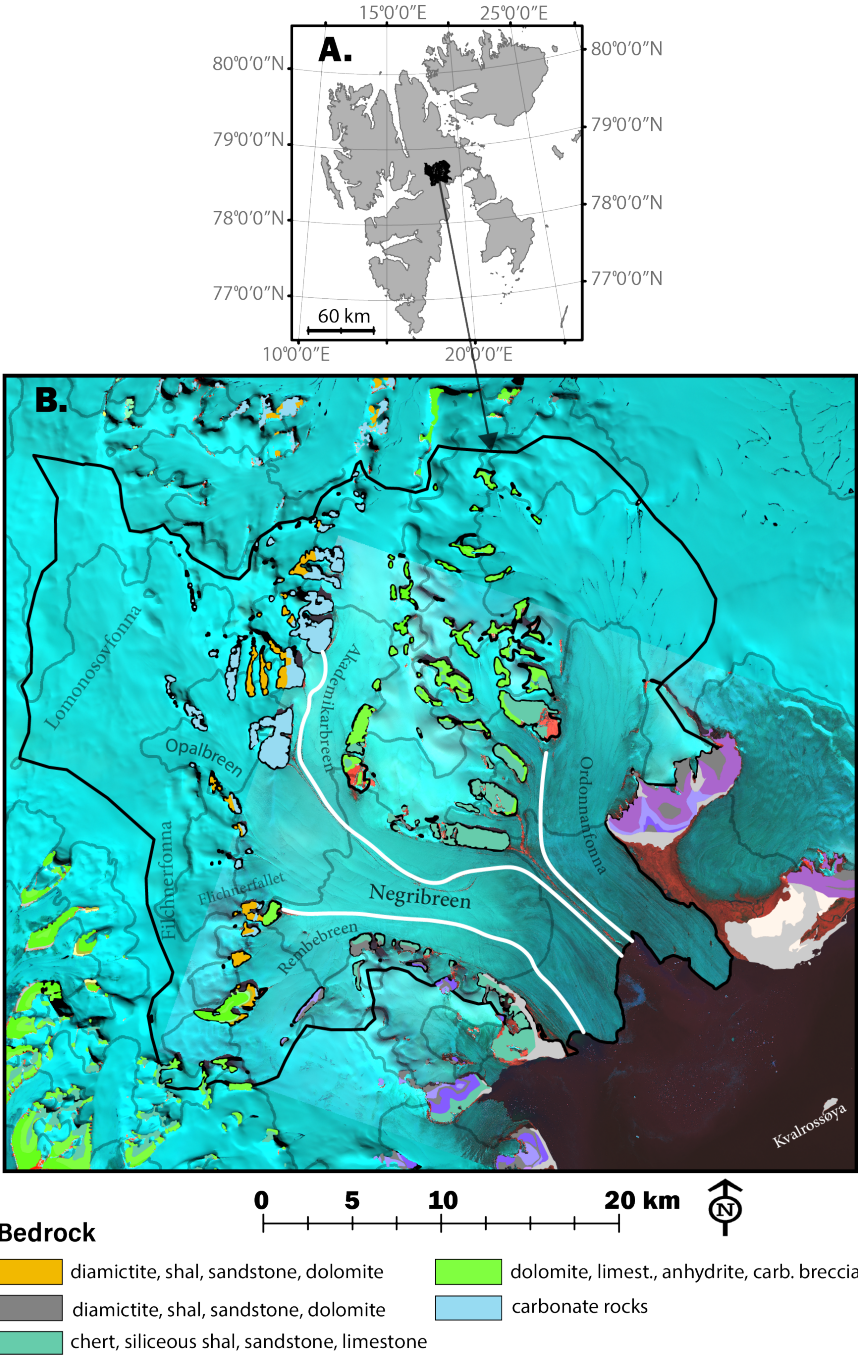 15°0'0"E 25°0'0"E
A.
80°0'0"N 80°0'0"N
79°0'0"N 79°0'0"N
78°0'0"N 78°0'0"N
77°0'0"N 77°0'0"N
60 km
10°0'0"E 20°0'0"E
B.
Lomonosovfonna
Akademikarbreen
Opalbreen
Ordonnanfonna
Filchnerfonna
Flichnerfallet
Negribreen
Rembebreen
Kvalrossøya
0 5 10 20 km
N
Bedrock
diamictite, shal, sandstone, dolomite
dolomite, limest., anhydrite, carb. breccia
diamictite, shal, sandstone, dolomite
carbonate rocks
chert, siliceous shal, sandstone, limestone